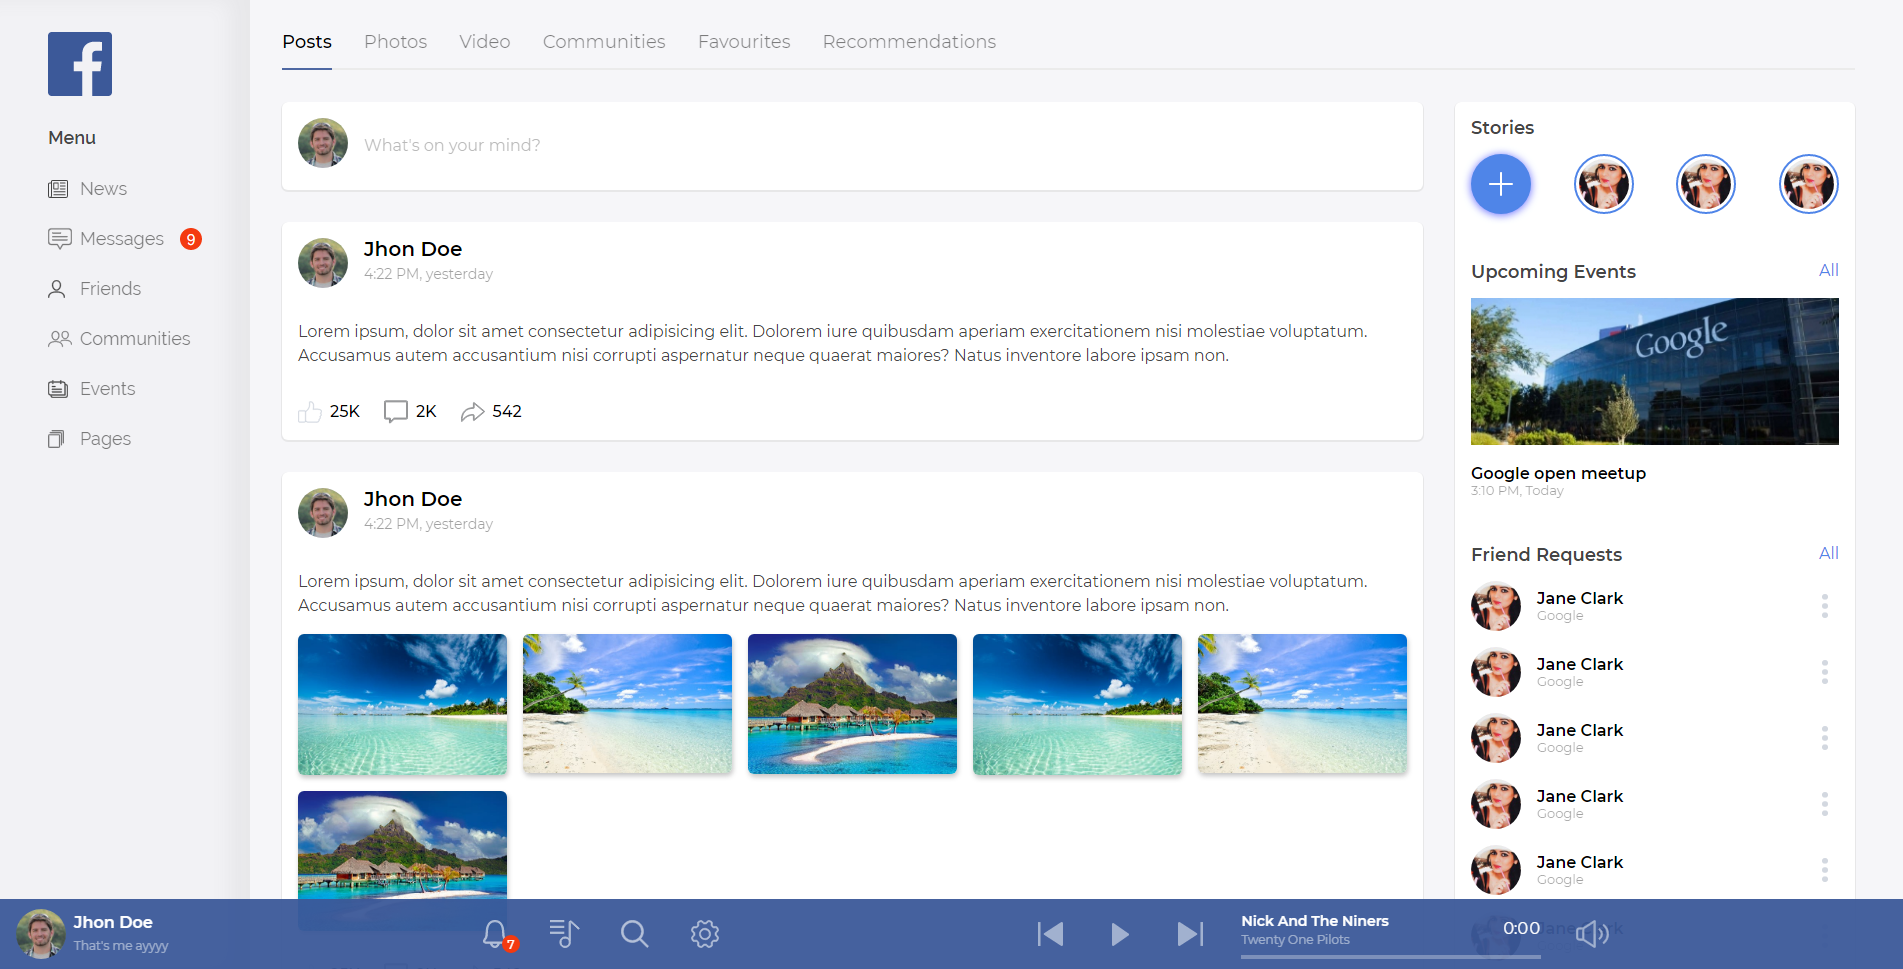 f
Menu
News
Messages 9
Friends
Communities
Events
Pages
Posts Photos Video Communities Favourites Recommendations
What's on your mind?
Jhon Doe
4:22 PM, yesterday
Lorem ipsum, dolor sit amet consectetur adipisicing elit. Dolorem iure quibusdam aperiam exercitationem nisi molestiae voluptatum.
Accusamus autem accusantium nisi corrupti aspernatur neque quaerat maiores? Natus inventore labore ipsam non.
25K 2K 542
Jhon Doe
4:22 PM, yesterday
Lorem ipsum, dolor sit amet consectetur adipisicing elit. Dolorem iure quibusdam aperiam exercitationem nisi molestiae voluptatum.
Accusamus autem accusantium nisi corrupti aspernatur neque quaerat maiores? Natus inventore labore ipsam non.
Stories
Upcoming Events All
Google
Google open meetup
3:10 PM, Today
Friend Requests All
Jane Clark
Google
Jane Clark
Google
Jane Clark
Google
Jane Clark
Google
Jane Clark
Google
Jane Clark
Jhon Doe
That's me ayyyy
7
Nick And The Niners
Twenty One Pilots
0:00